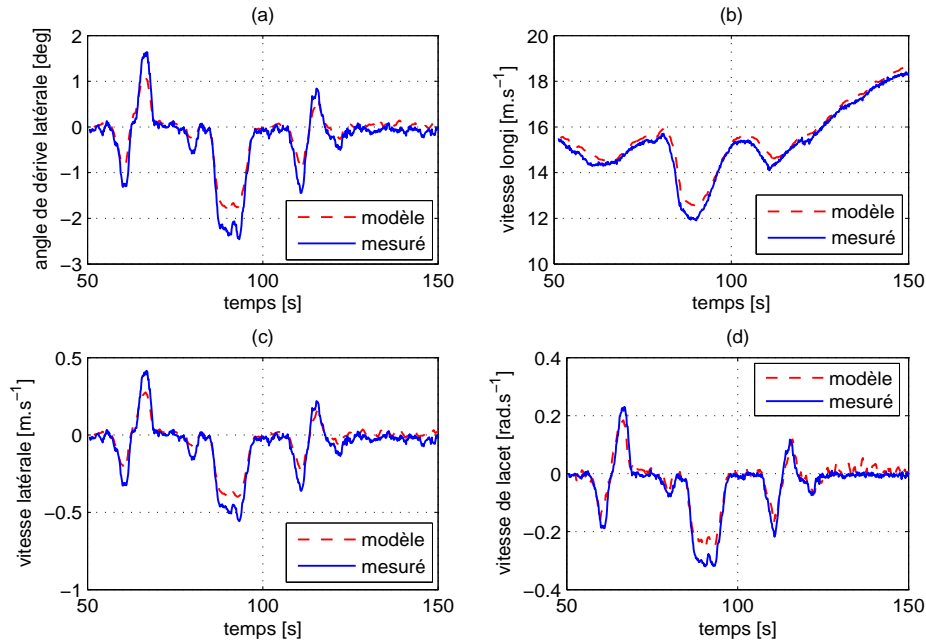 (a)
angle de dérive latérale [deg]
2
1
0
−1
−2
−3
modèle
mesuré
50
100
150
temps [s]
(b)
vitesse longi [m.s⁻¹]
20
18
16
14
12
10
modèle
mesuré
50
100
150
temps [s]
(c)
vitesse latérale [m.s⁻¹]
0.5
0
−0.5
−1
modèle
mesuré
50
100
150
temps [s]
(d)
vitesse de lacet [rad.s⁻¹]
0.4
0.2
0
−0.2
−0.4
modèle
mesuré
50
100
150
temps [s]